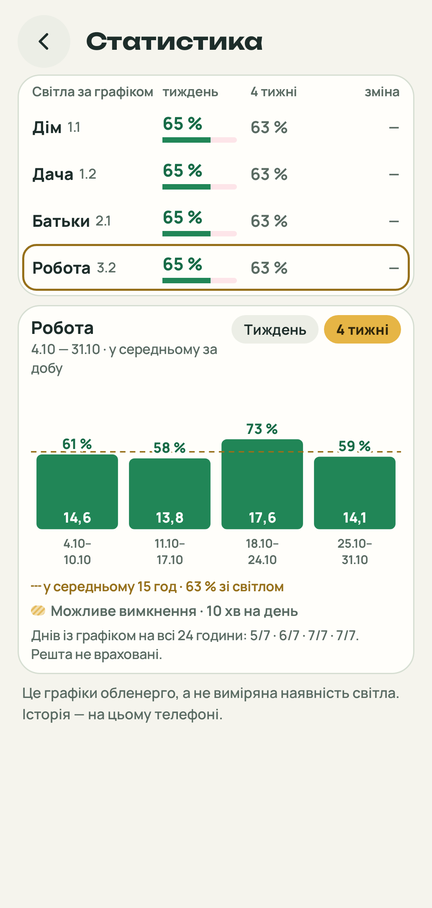 Статистика
Світла за графіком тиждень 4 тижні зміна
Дім 1.1 65 % 63 % —
Дача 1.2 65 % 63 % —
Батьки 2.1 65 % 63 % —
Робота 3.2 65 % 63 % —
Робота Тиждень 4 тижні
4.10 — 31.10 · у середньому за
добу
61 % 58 % 73 % 59 %
14,6 13,8 17,6 14,1
4.10– 11.10– 18.10– 25.10–
10.10 17.10 24.10 31.10
у середньому 15 год · 63 % зі світлом
Можливе вимкнення · 10 хв на день
Днів із графіком на всі 24 години: 5/7 · 6/7 · 7/7 · 7/7.
Решта не враховані.
Це графіки обленерго, а не виміряна наявність світла.
Історія — на цьому телефоні.